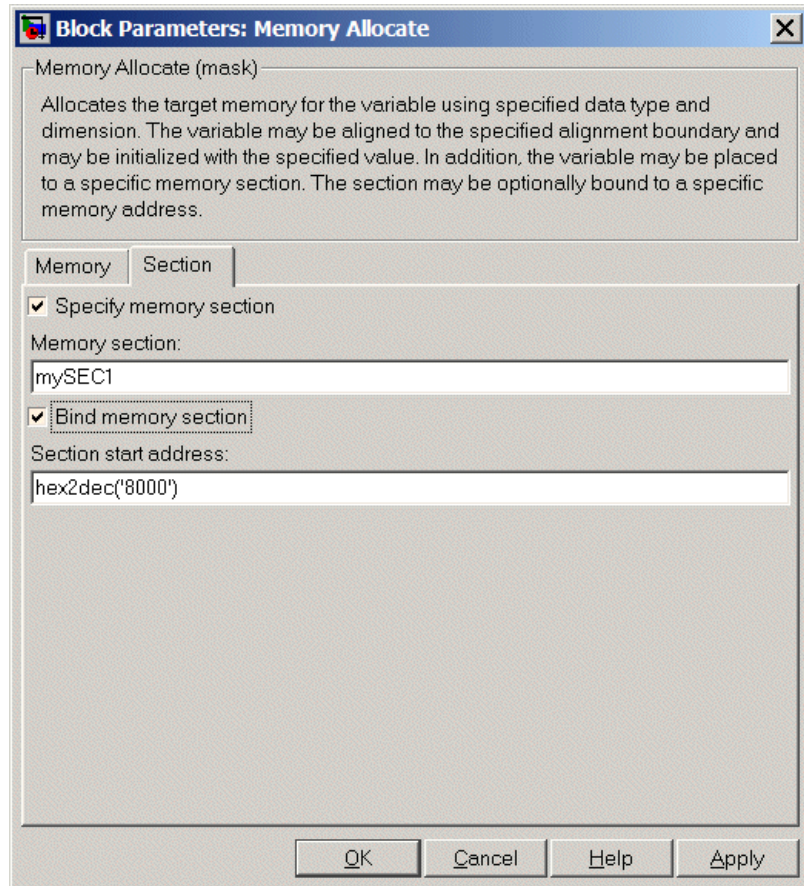 Block Parameters: Memory Allocate
Memory Allocate (mask)
Allocates the target memory for the variable using specified data type and
dimension. The variable may be aligned to the specified alignment boundary and
may be initialized with the specified value. In addition, the variable may be placed
to a specific memory section. The section may be optionally bound to a specific
memory address.
Memory Section
Specify memory section
Memory section:
mySEC1
Bind memory section
Section start address:
hex2dec('8000')
OK Cancel Help Apply